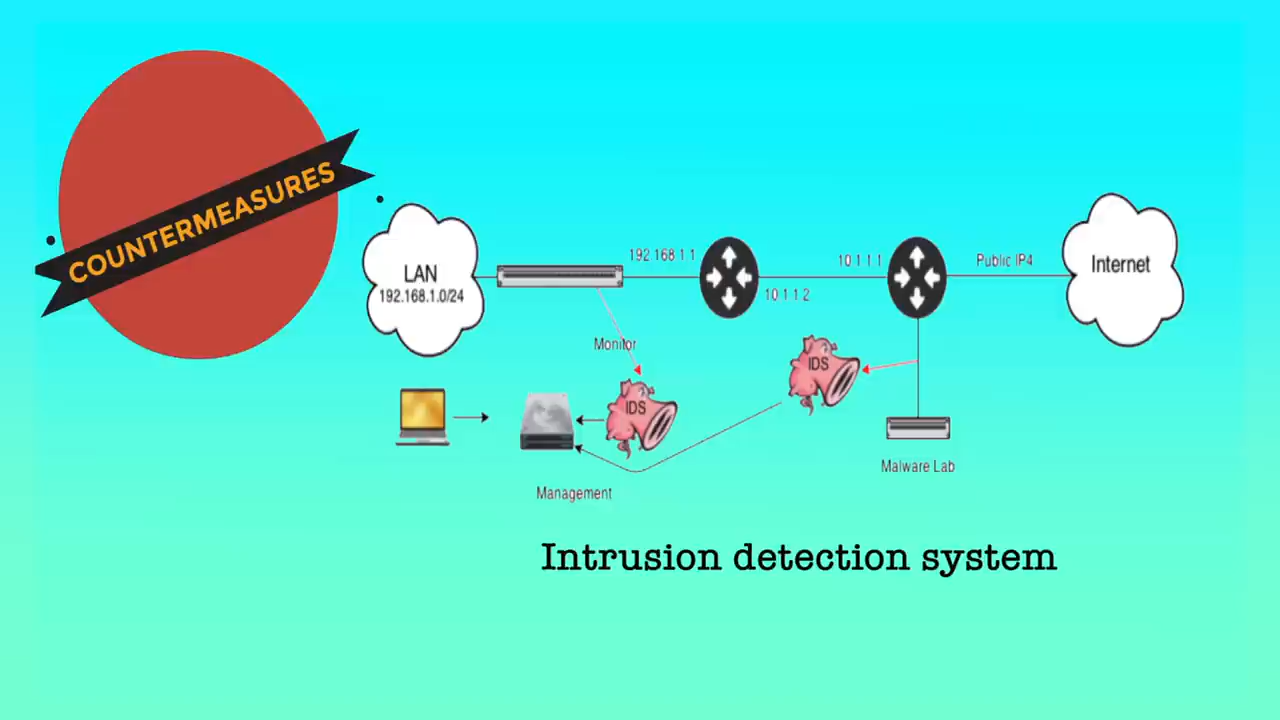 COUNTERMEASURES
LAN
192.168.1.0/24
192.168.1.1
10.1.1.2
10.1.1.1
Public IP4
Internet
Monitor
IDS
IDS
Malware Lab
Management
Intrusion detection system